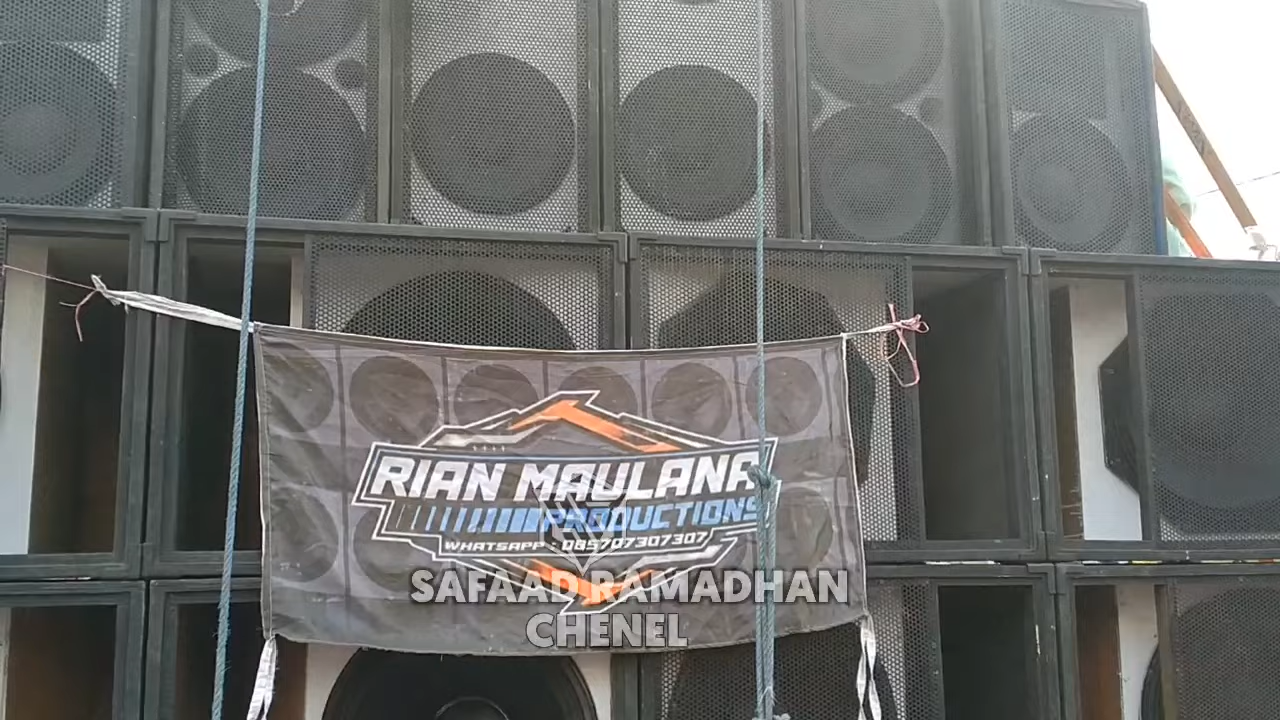 RIAN MAULANA
PRODUCTIONS
WHATSAPP : 085707307307
SAFAAD RAMADHAN
CHENEL